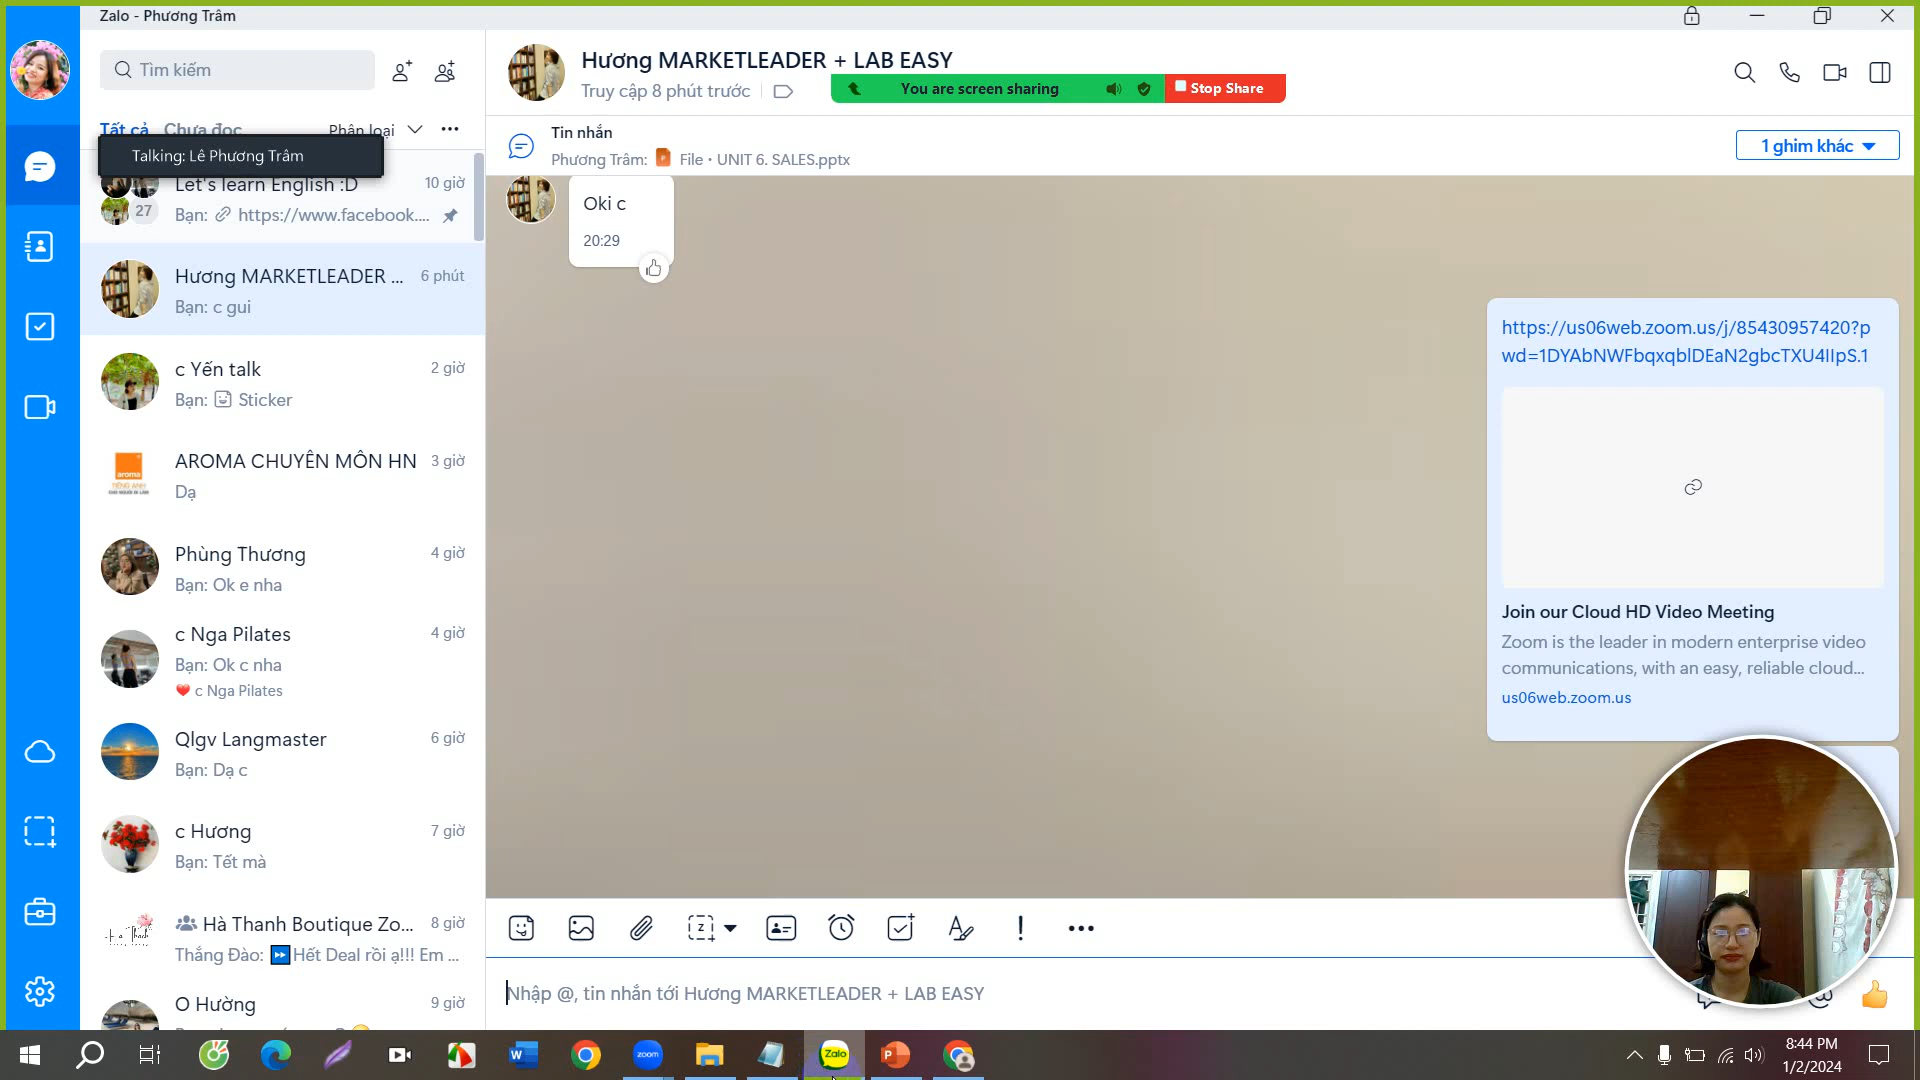 Zalo - Phương Trâm
Tìm kiếm
Tất cả
Chưa đọc
Phân loại
Talking: Lê Phương Trâm
Let's learn English :D
10 giờ
27
Bạn: https://www.facebook....
Hương MARKETLEADER ...
6 phút
Bạn: c gui
c Yến talk
2 giờ
Bạn: Sticker
AROMA CHUYÊN MÔN HN
3 giờ
Dạ
aroma
Phùng Thương
4 giờ
Bạn: Ok e nha
c Nga Pilates
4 giờ
Bạn: Ok c nha
c Nga Pilates
Qlgv Langmaster
6 giờ
Bạn: Dạ c
c Hương
7 giờ
Bạn: Tết mà
Hà Thanh Boutique Zo...
8 giờ
Thắng Đào: Hết Deal rồi ạ!!! Em ...
O Hường
9 giờ
Hương MARKETLEADER + LAB EASY
Truy cập 8 phút trước
You are screen sharing
Stop Share
Tin nhắn
Phương Trâm: File • UNIT 6. SALES.pptx
1 ghim khác
Oki c
20:29
https://us06web.zoom.us/j/85430957420?p
wd=1DYAbNWFbqxqblDEaN2gbcTXU4IIpS.1
Join our Cloud HD Video Meeting
Zoom is the leader in modern enterprise video
communications, with an easy, reliable cloud...
us06web.zoom.us
Nhập @, tin nhắn tới Hương MARKETLEADER + LAB EASY
zoom
Zalo
8:44 PM
1/2/2024